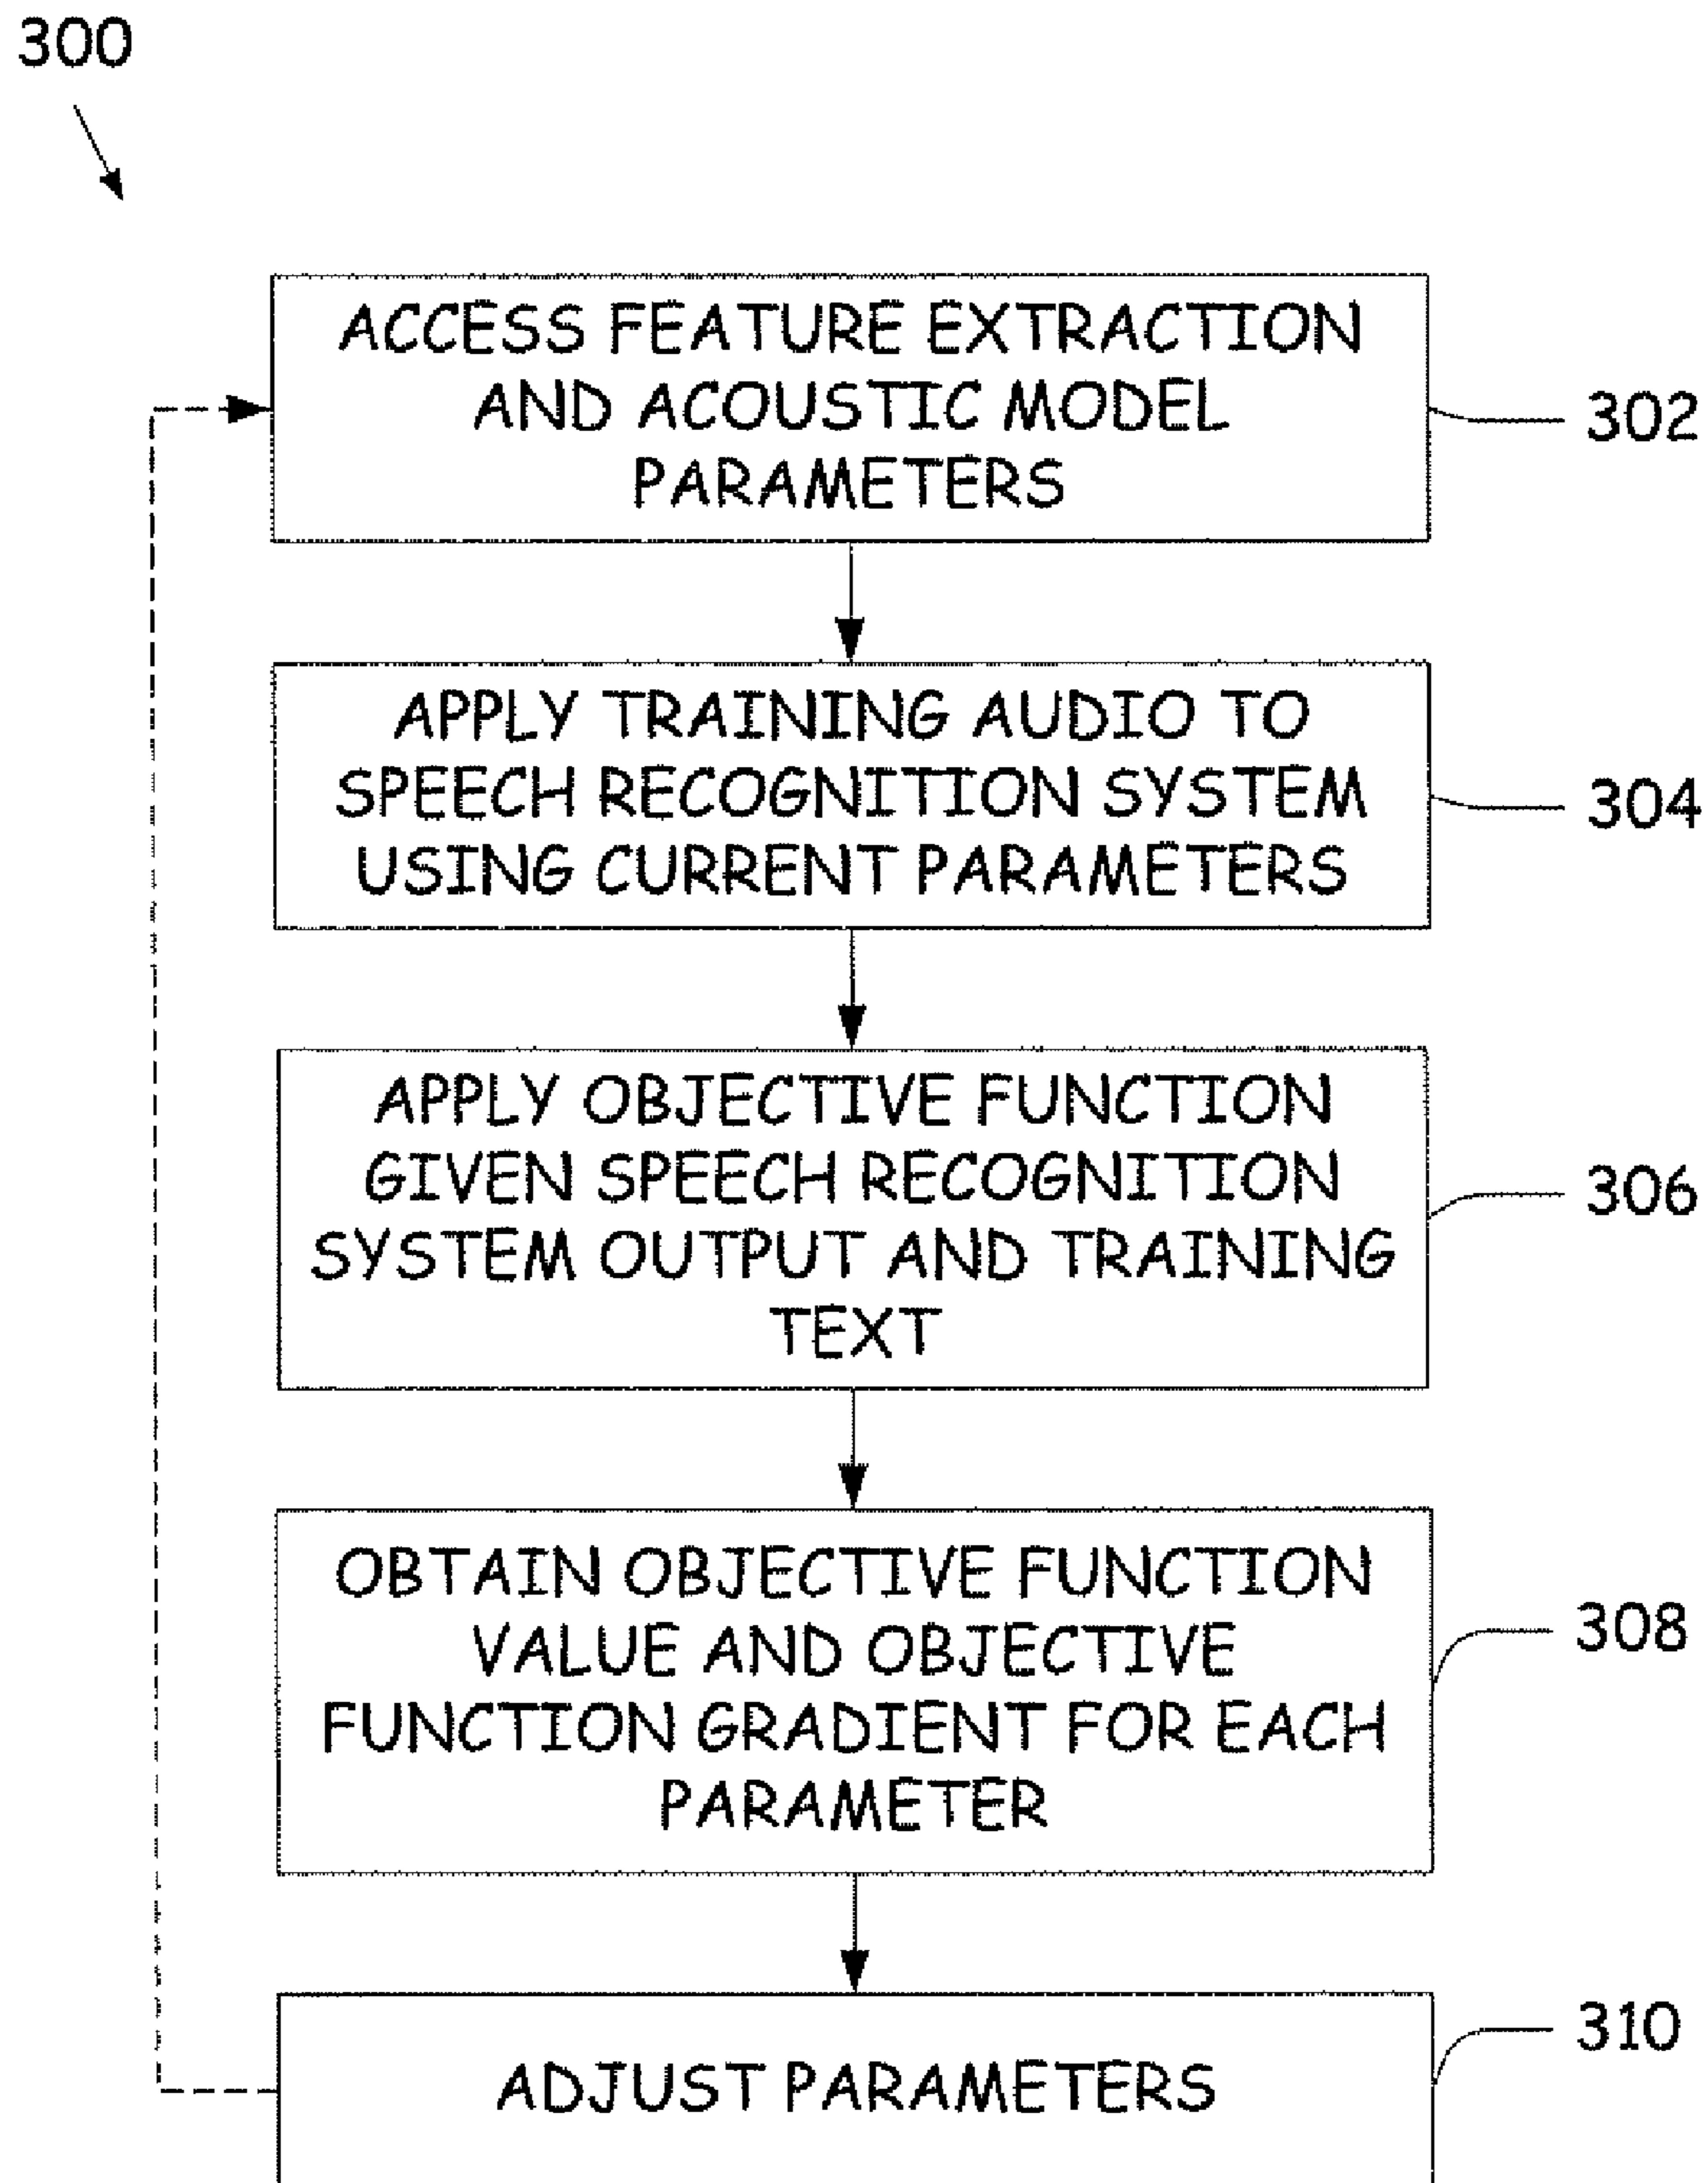 300
ACCESS FEATURE EXTRACTION
AND ACOUSTIC MODEL
PARAMETERS
302
APPLY TRAINING AUDIO TO
SPEECH RECOGNITION SYSTEM
USING CURRENT PARAMETERS
304
APPLY OBJECTIVE FUNCTION
GIVEN SPEECH RECOGNITION
SYSTEM OUTPUT AND TRAINING
TEXT
306
OBTAIN OBJECTIVE FUNCTION
VALUE AND OBJECTIVE
FUNCTION GRADIENT FOR EACH
PARAMETER
308
ADJUST PARAMETERS
310